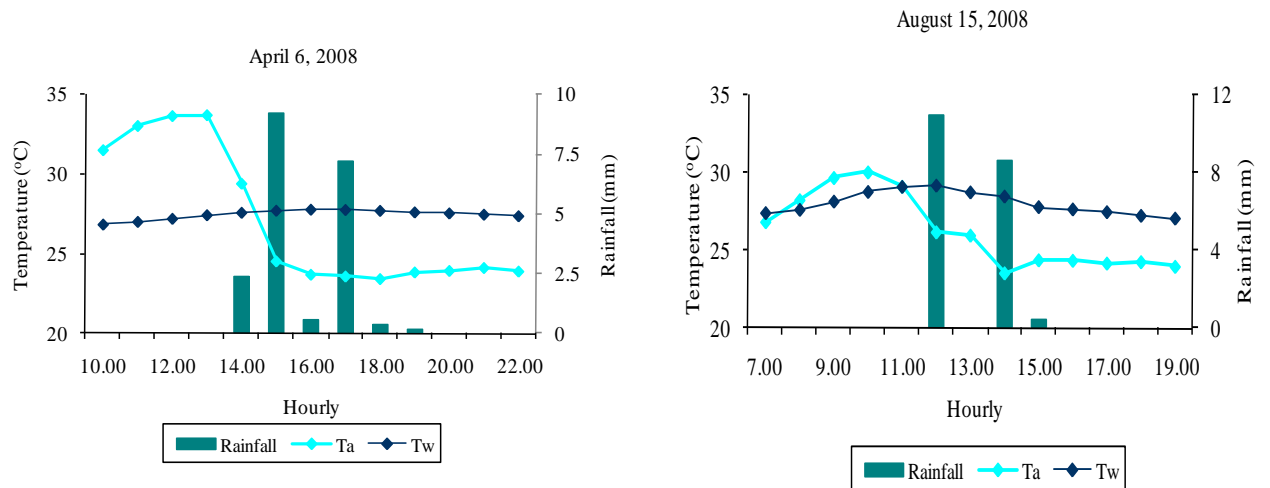 April 6, 2008
Temperature (ºC)
35
30
25
20
10
7.5
5
2.5
0
Rainfall (mm)
10.00 12.00 14.00 16.00 18.00 20.00 22.00
Hourly
Rainfall Ta Tw
August 15, 2008
Temperature (ºC)
35
30
25
20
12
8
4
0
Rainfall (mm)
7.00 9.00 11.00 13.00 15.00 17.00 19.00
Hourly
Rainfall Ta Tw